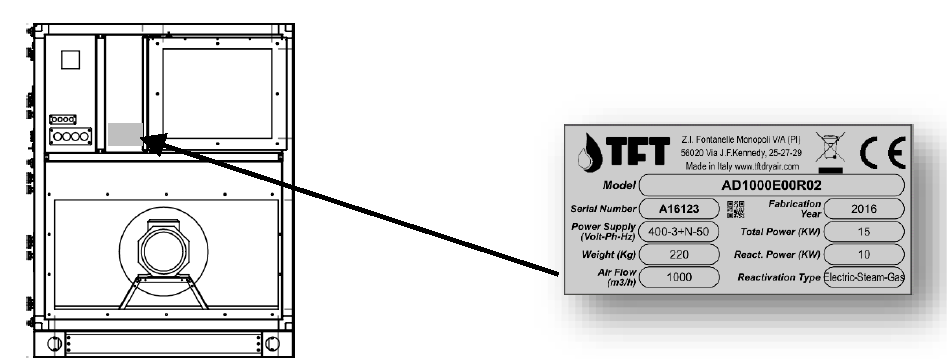 TFT
Z.I. Fontanelle Monopoli V/A (PI)
56020 Via J.F.Kennedy, 25-27-29
Made in Italy www.tftdryair.com
CE
Model AD1000E00R02
Serial Number A16123 Fabrication Year 2016
Power Supply (Volt-Ph-Hz) 400-3+N-50 Total Power (KW) 15
Weight (Kg) 220 React. Power (KW) 10
Air Flow (m3/h) 1000 Reactivation Type Electric-Steam-Gas